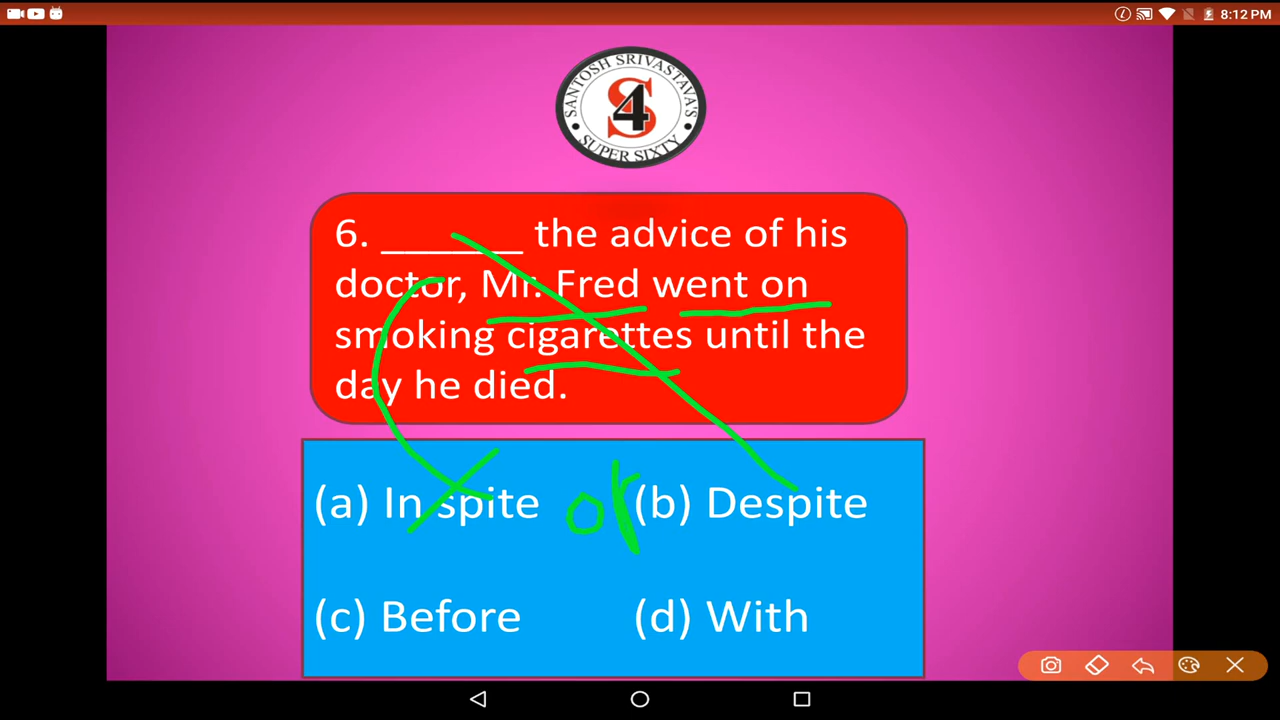 8:12 PM
SANTOSH SRIVASTAVA'S
S4
SUPER SIXTY
6. ______ the advice of his
doctor, Mr. Fred went on
smoking cigarettes until the
day he died.
(a) In spite
of
(b) Despite
(c) Before
(d) With